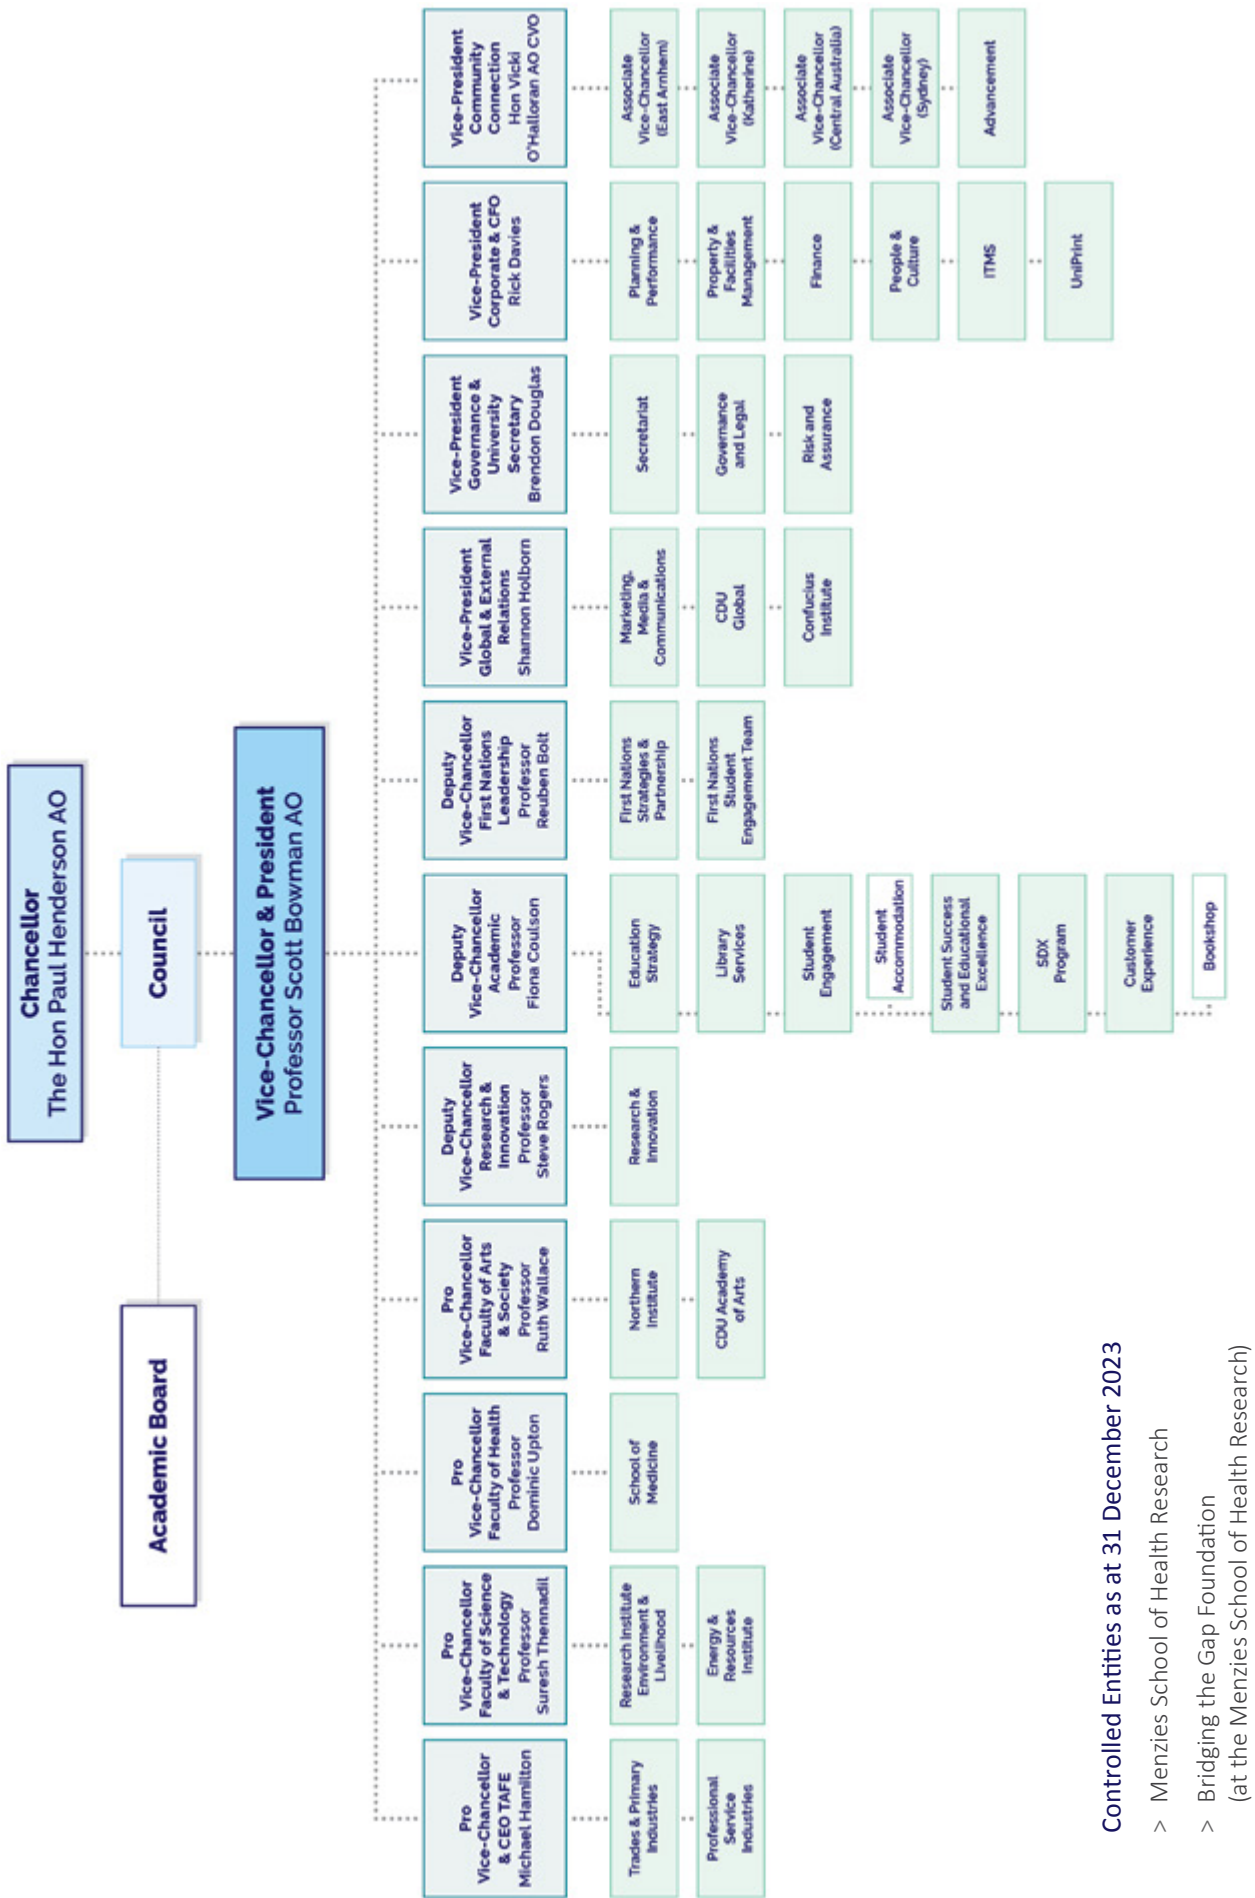 Chancellor
The Hon Paul Henderson AO
Council
Academic Board
Vice-Chancellor & President
Professor Scott Bowman AO
Pro
Vice-Chancellor
& CEO TAFE
Michael Hamilton
Trades & Primary
Industries
Professional
Service
Industries
Pro
Vice-Chancellor
Faculty of Science
& Technology
Professor
Suresh Thennadil
Research Institute
Environment &
Livelihood
Energy &
Resources
Institute
Pro
Vice-Chancellor
Faculty of Health
Professor
Dominic Upton
School of
Medicine
Pro
Vice-Chancellor
Faculty of Arts
& Society
Professor
Ruth Wallace
Northern
Institute
CDU Academy
of Arts
Deputy
Vice-Chancellor
Research &
Innovation
Professor
Steve Rogers
Research &
Innovation
Deputy
Vice-Chancellor
Academic
Professor
Fiona Coulson
Education
Strategy
Library
Services
Student
Engagement
Student
Accommodation
Student Success
and Educational
Excellence
SDX
Program
Customer
Experience
Bookshop
Deputy
Vice-Chancellor
First Nations
Leadership
Professor
Reuben Bolt
First Nations
Strategies &
Partnership
First Nations
Student
Engagement Team
Vice-President
Global & External
Relations
Shannon Holborn
Marketing,
Media &
Communications
CDU
Global
Confucius
Institute
Vice-President
Governance &
University
Secretary
Brendon Douglas
Secretariat
Governance
and Legal
Risk and
Assurance
Vice-President
Corporate & CFO
Rick Davies
Planning &
Performance
Property &
Facilities
Management
Finance
People &
Culture
ITMS
UniPrint
Vice-President
Community
Connection
Hon Vicki
O'Halloran AO CVO
Associate
Vice-Chancellor
(East Arnhem)
Associate
Vice-Chancellor
(Katherine)
Associate
Vice-Chancellor
(Central Australia)
Associate
Vice-Chancellor
(Sydney)
Advancement
Controlled Entities as at 31 December 2023
> Menzies School of Health Research
> Bridging the Gap Foundation
(at the Menzies School of Health Research)